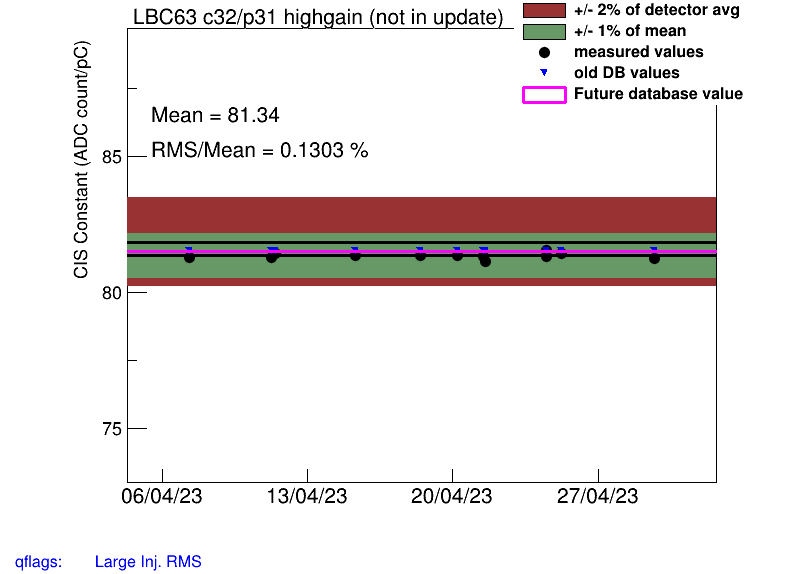 LBC63 c32/p31 highgain (not in update)
+/- 2% of detector avg
+/- 1% of mean
measured values
old DB values
Future database value
CIS Constant (ADC count/pC)
Mean = 81.34
RMS/Mean = 0.1303 %
85
80
75
06/04/23 13/04/23 20/04/23 27/04/23
qflags: Large Inj. RMS